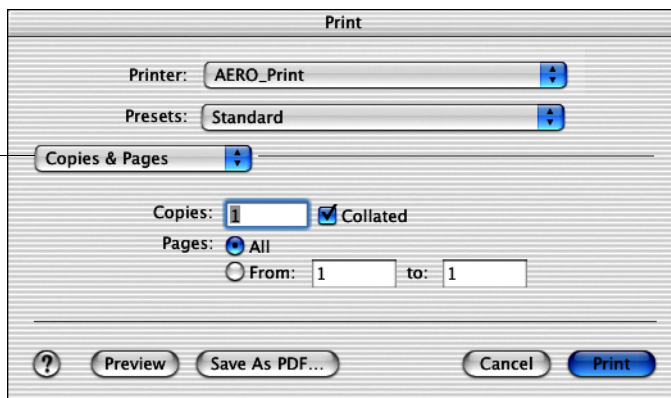 Print
Printer: AERO_Print
Presets: Standard
Copies & Pages
Copies: 1 Collated
Pages: All
From: 1 to: 1
? Preview Save As PDF... Cancel Print